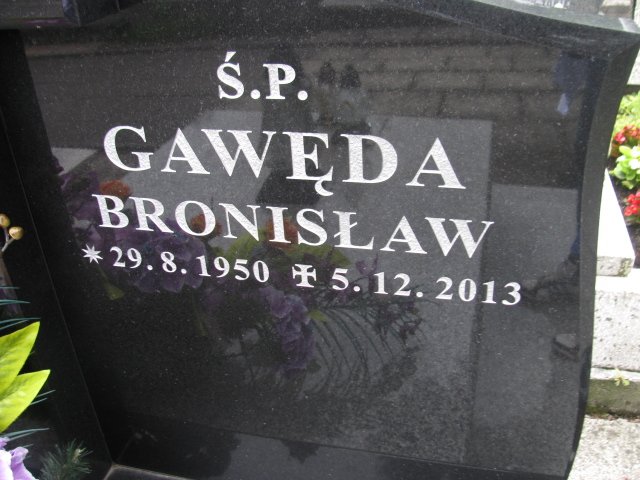 Ś.P.
GAWĘDA
BRONISŁAW
✷ 29.8.1950 ✠ 5.12.2013